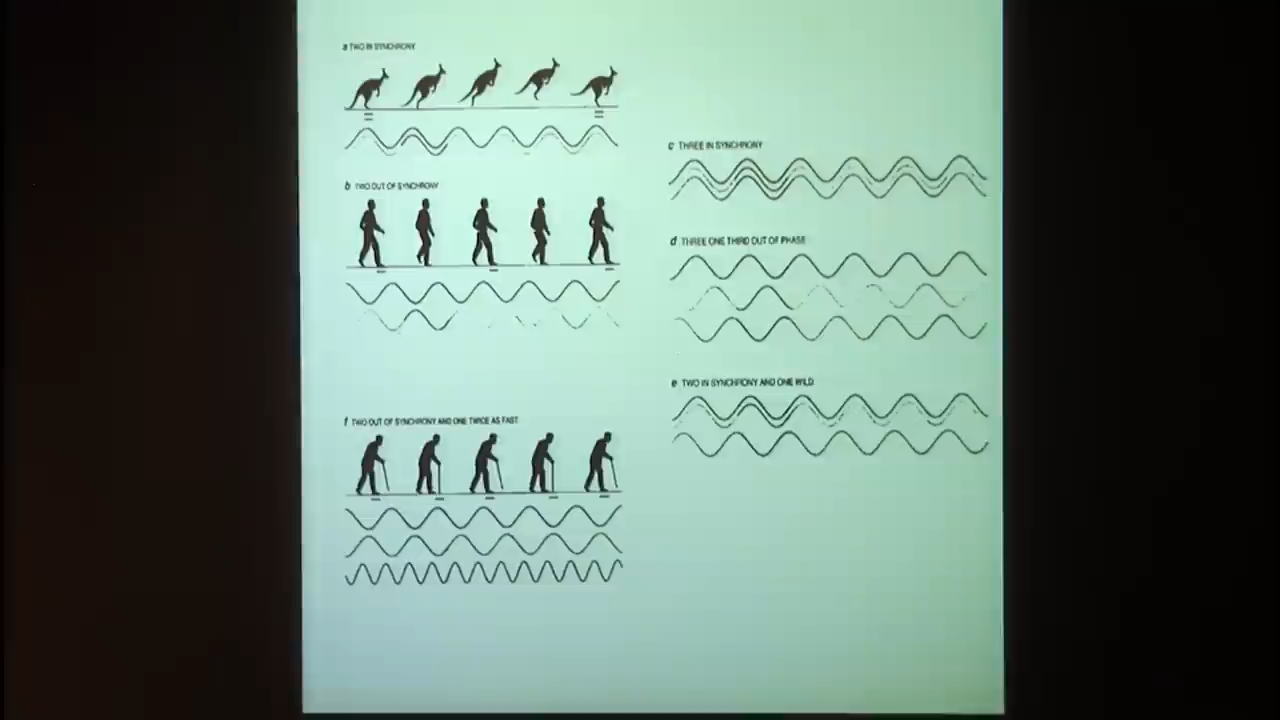 a TWO IN SYNCHRONY
b TWO OUT OF SYNCHRONY
f TWO OUT OF SYNCHRONY AND ONE TWICE AS FAST
c THREE IN SYNCHRONY
d THREE ONE THIRD OUT OF PHASE
e TWO IN SYNCHRONY AND ONE WILD